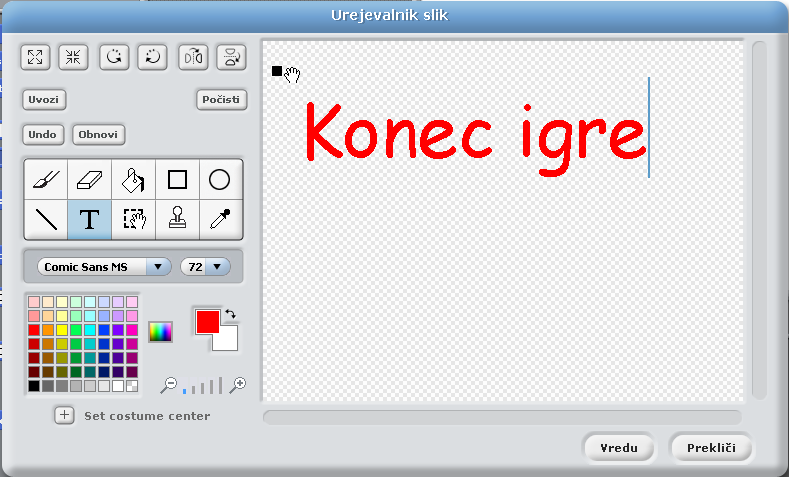 Urejevalnik slik
Uvozi
Počisti
Undo
Obnovi
T
Comic Sans MS
72
Set costume center
Konec igre
Vredu
Prekliči